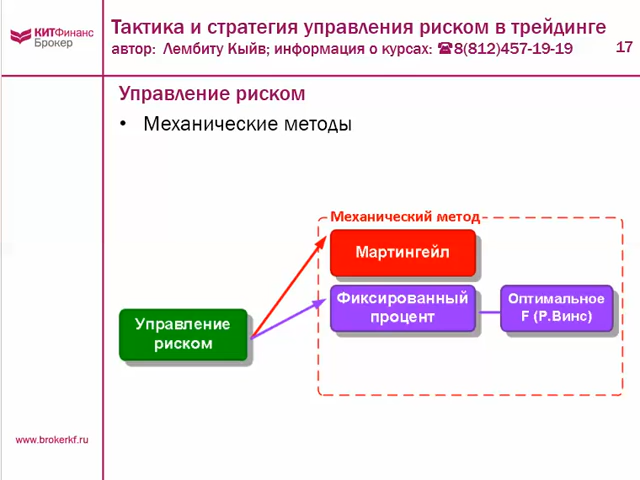 КИТФинанс
Брокер
Тактика и стратегия управления риском в трейдинге
автор: Лембиту Кыйв; информация о курсах: ☎8(812)457-19-19
17
Управление риском
• Механические методы
Механический метод
Мартингейл
Фиксированный
процент
Оптимальное
F (Р.Винс)
Управление
риском
www.brokerkf.ru